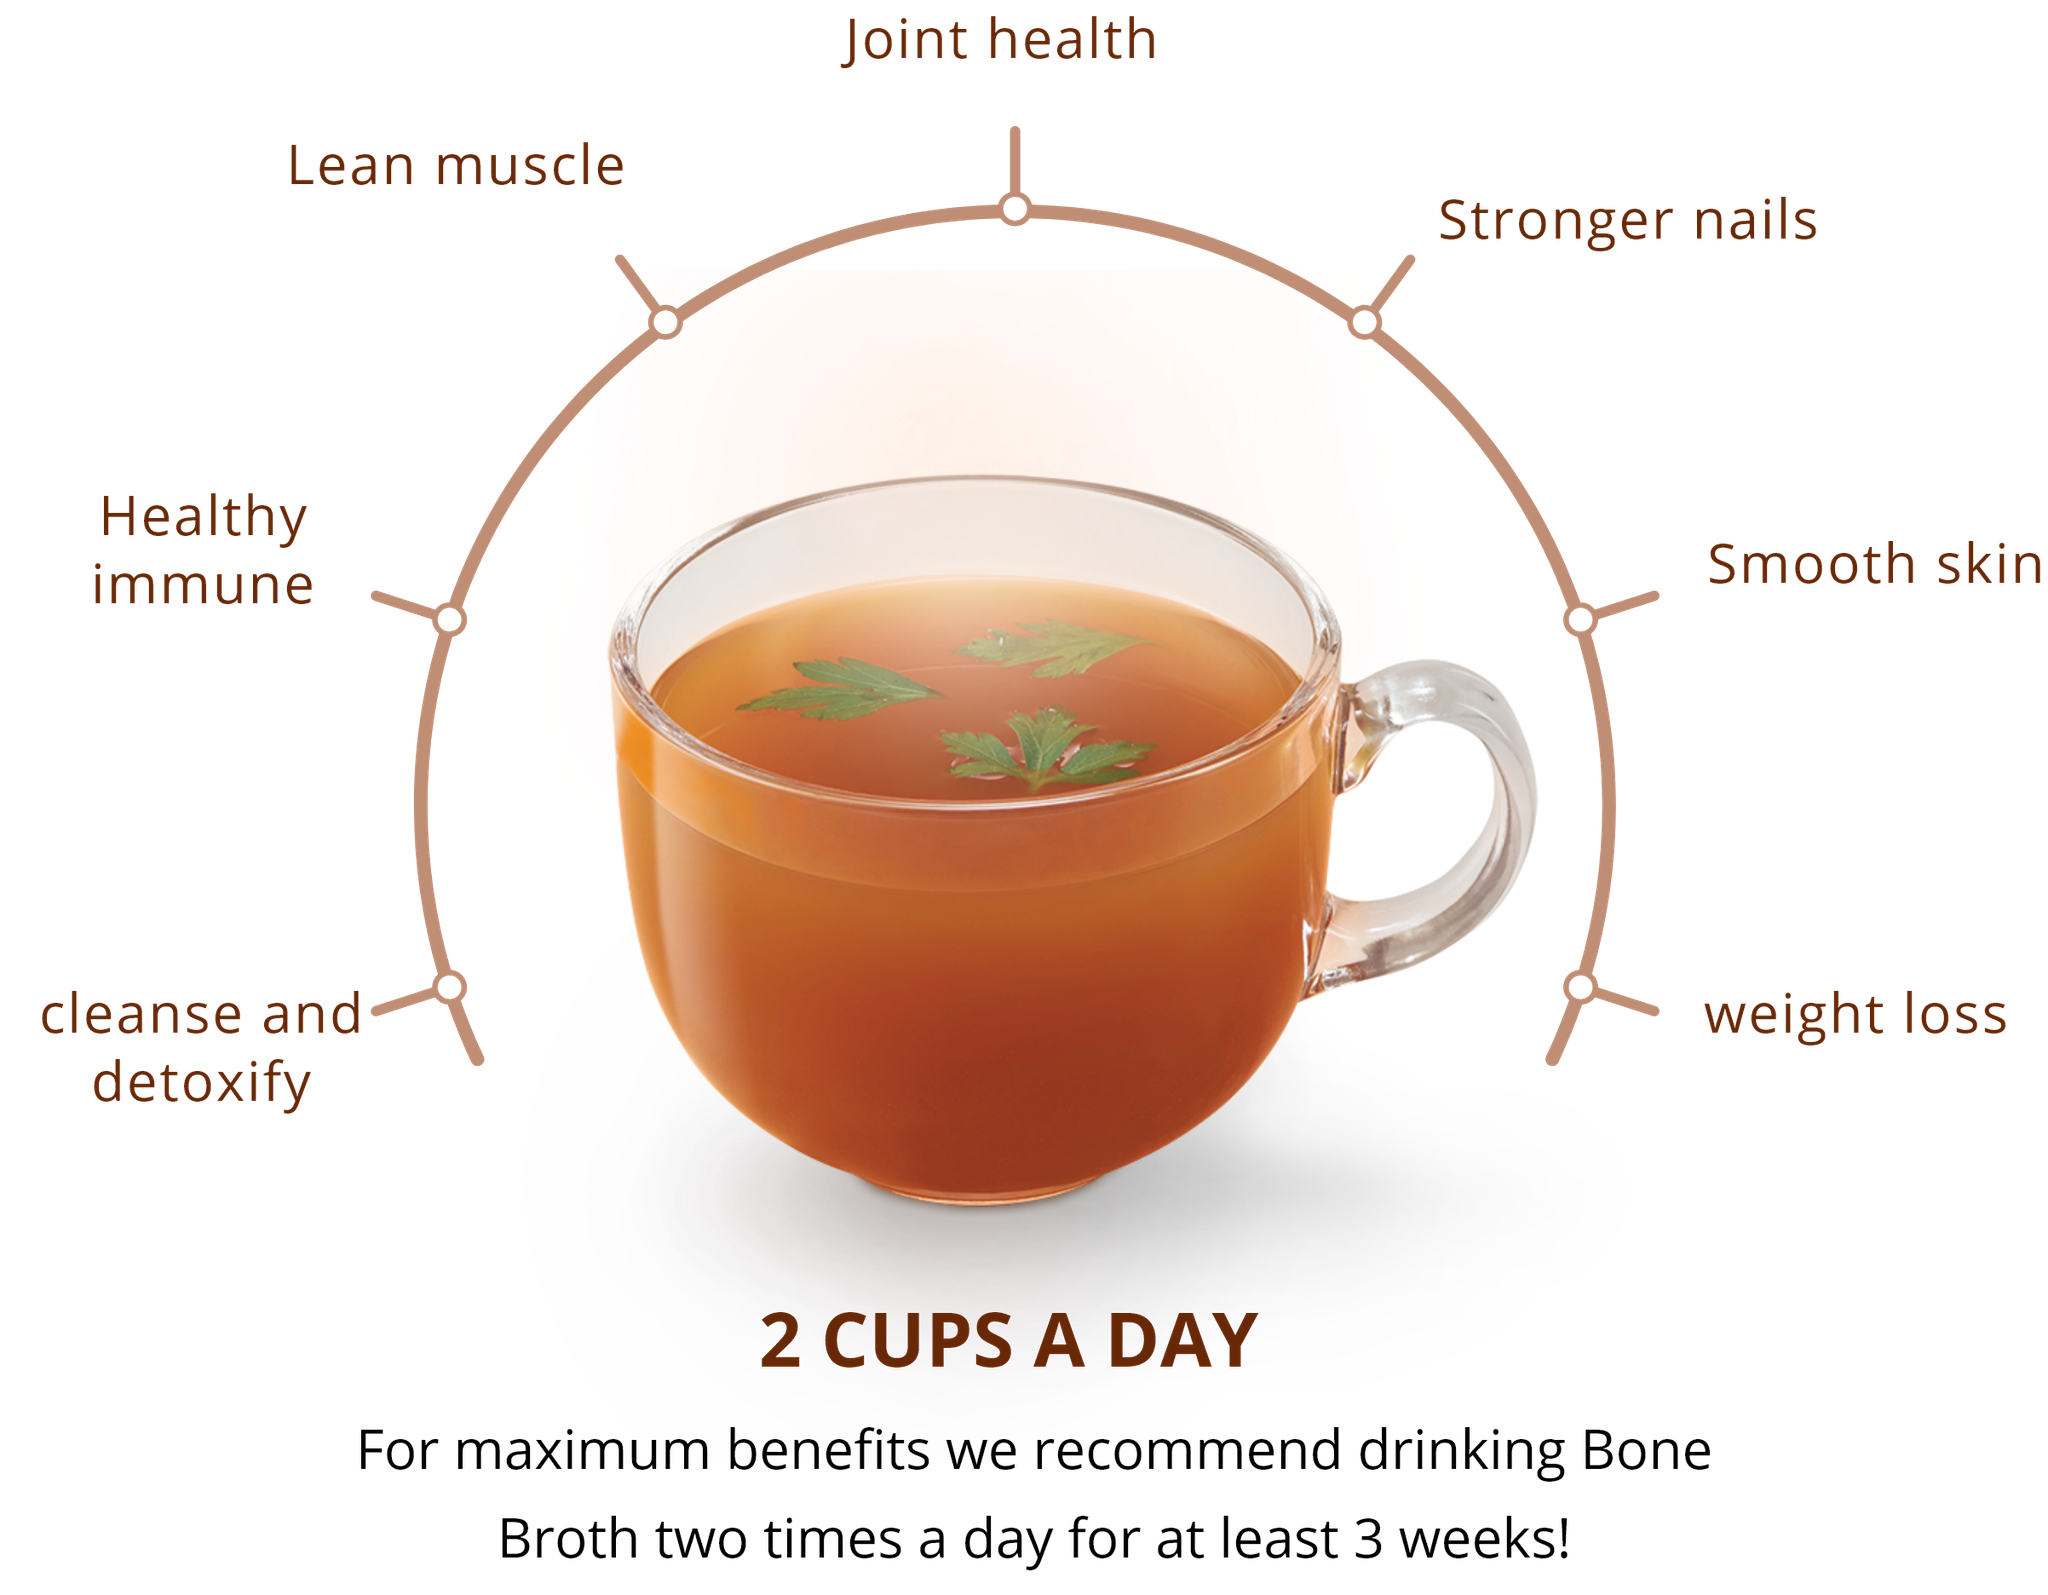 Joint health
Lean muscle
Stronger nails
Healthy
immune
Smooth skin
cleanse and
detoxify
weight loss
2 CUPS A DAY
For maximum benefits we recommend drinking Bone
Broth two times a day for at least 3 weeks!